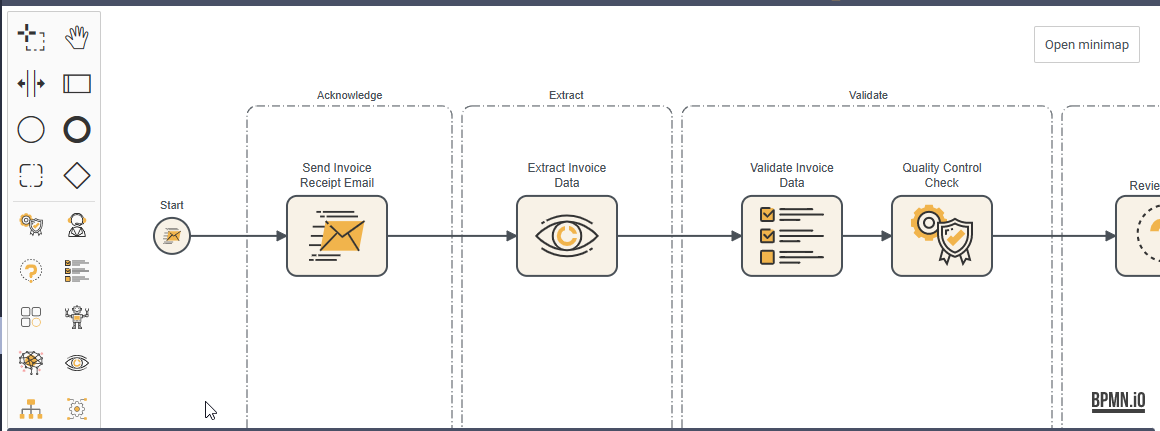 Open minimap
Acknowledge
Extract
Validate
Send Invoice
Receipt Email
Extract Invoice
Data
Validate Invoice
Data
Quality Control
Check
Revie
Start
BPMN.iO